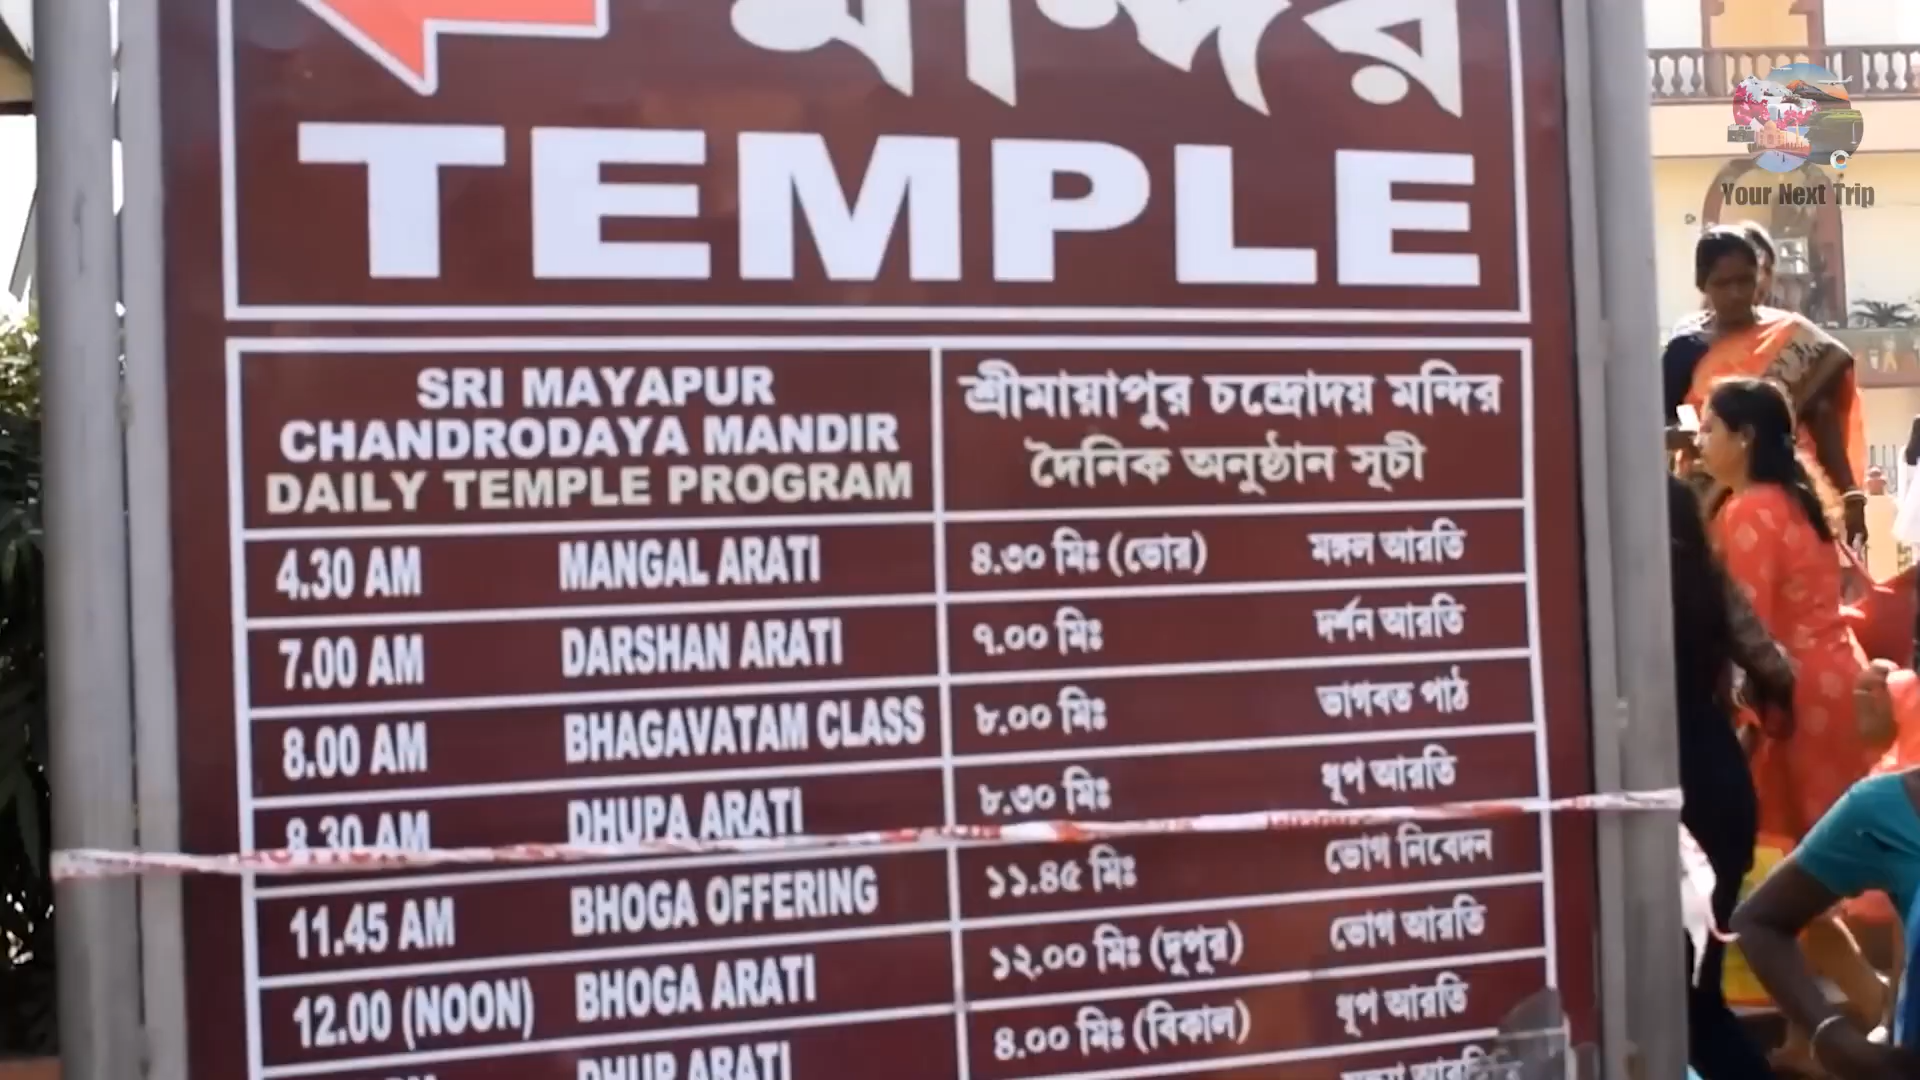 মন্দির
TEMPLE
Your Next Trip
SRI MAYAPUR
CHANDRODAYA MANDIR
DAILY TEMPLE PROGRAM
শ্রীমায়াপুর চন্দ্রোদয় মন্দির
দৈনিক অনুষ্ঠান সূচী
4.30 AM MANGAL ARATI ৪.৩০ মিঃ (ভোর) মঙ্গল আরতি
7.00 AM DARSHAN ARATI ৭.০০ মিঃ দর্শন আরতি
8.00 AM BHAGAVATAM CLASS ৮.০০ মিঃ ভাগবত পাঠ
8.30 AM DHUPA ARATI ৮.৩০ মিঃ ধূপ আরতি
11.45 AM BHOGA OFFERING ১১.৪৫ মিঃ ভোগ নিবেদন
12.00 (NOON) BHOGA ARATI ১২.০০ মিঃ (দুপুর) ভোগ আরতি
DHUP ARATI ৪.০০ মিঃ (বিকাল) ধূপ আরতি